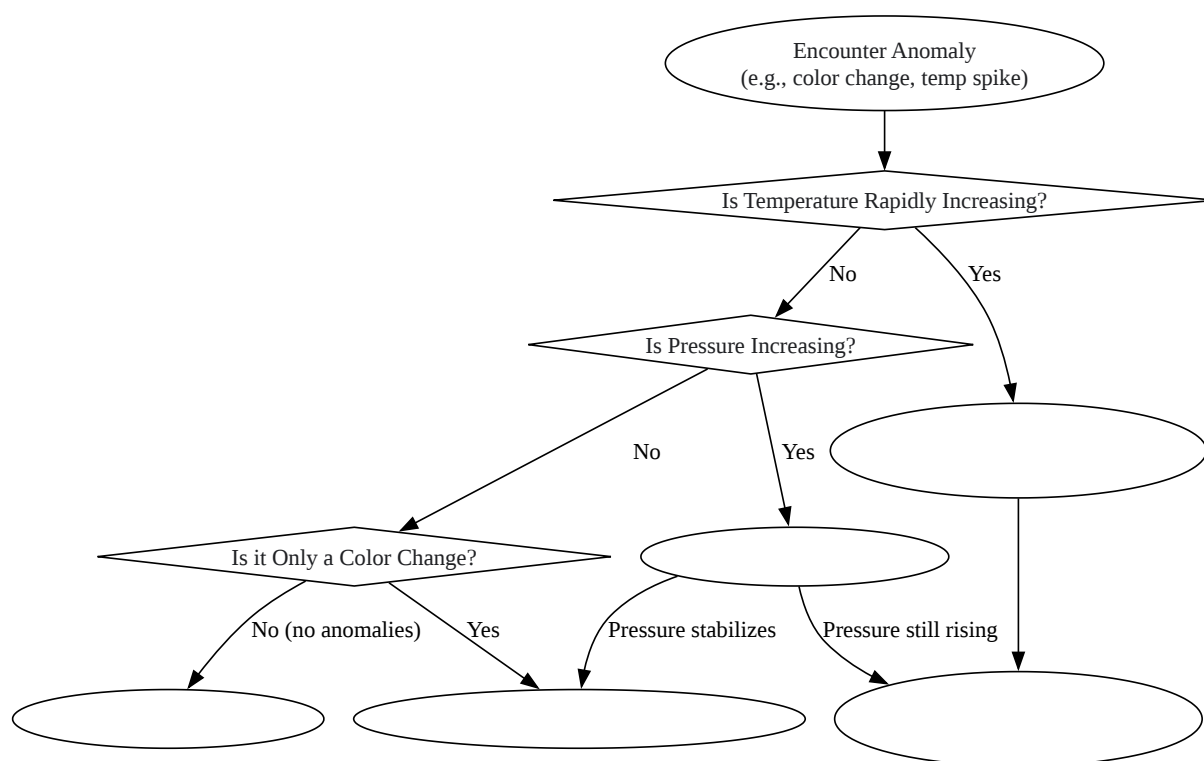 Encounter Anomaly
(e.g., color change, temp spike)
Is Temperature Rapidly Increasing?
No
Yes
Is Pressure Increasing?
No
Yes
Is it Only a Color Change?
No (no anomalies)
Yes
Pressure stabilizes
Pressure still rising